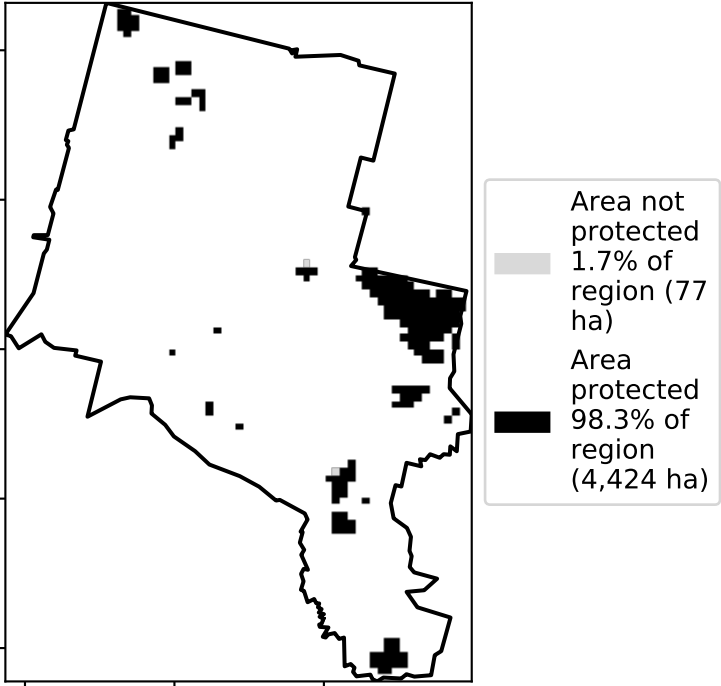 Area not
protected
1.7% of
region (77
ha)
Area
protected
98.3% of
region
(4,424 ha)